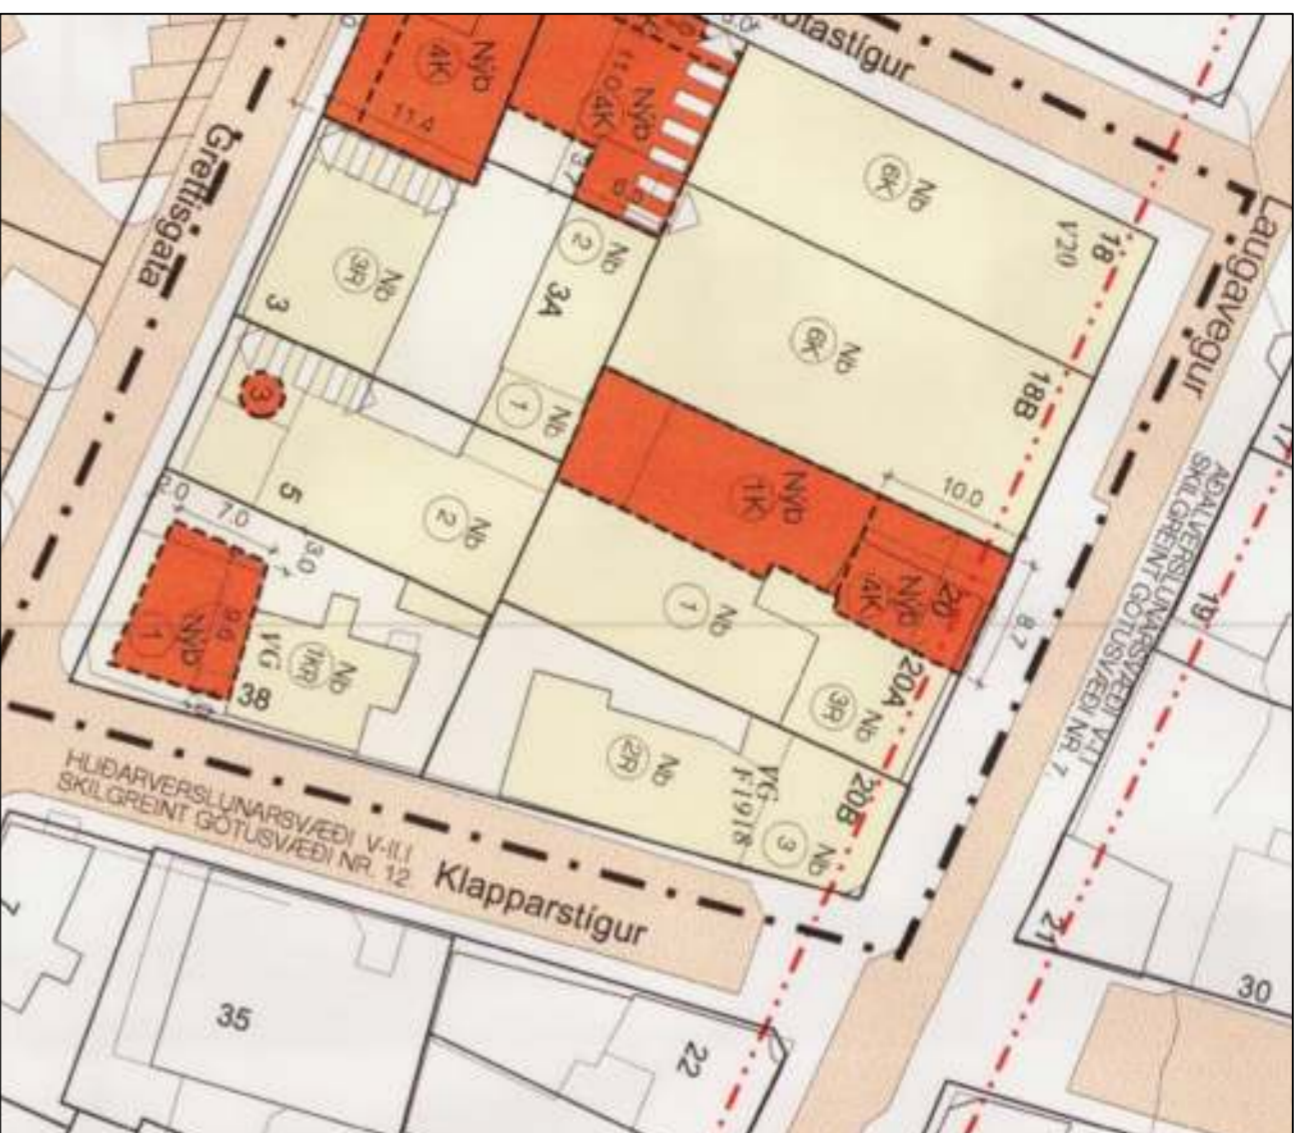 Grettisgata
Laugavegur
Klapparstígur
HLIÐARVERSLUNARSVÆÐI V-II.I
SKILGREINT GÖTUSVÆÐI NR. 12
AÐALVERSLUNARSVÆÐI V-I.I
SKILGREINT GÖTUSVÆÐI NR. 7.
Nýb
4K
11.4
Nýb
11.0/4K
Nb
6K
18
V20
Nb
3R
3
Nb
2
3A
Nb
6K
18B
Nb
1
3
5
Nb
2
Nýb
1K
10.0
20
Nýb
4K
8.7
2.0
7.0
3.0
Nýb
1
9.6
VG
38
Nb
1KR
Nb
1
20A
Nb
3R
Nb
2R
VG
F1918
20B
Nb
3
17
19
21
30
35
22
7